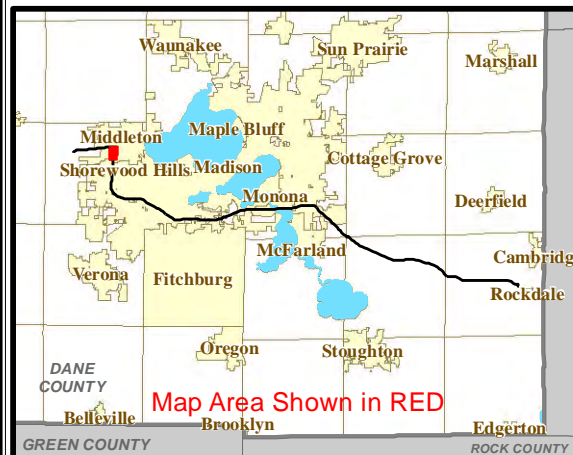 Waunakee
Sun Prairie
Marshall
Middleton
Maple Bluff
Shorewood Hills
Madison
Cottage Grove
Monona
Deerfield
McFarland
Cambridg
Verona
Fitchburg
Rockdale
Oregon
Stoughton
DANE
COUNTY
Map Area Shown in RED
Belleville
Brooklyn
Edgerton
GREEN COUNTY
ROCK COUNTY